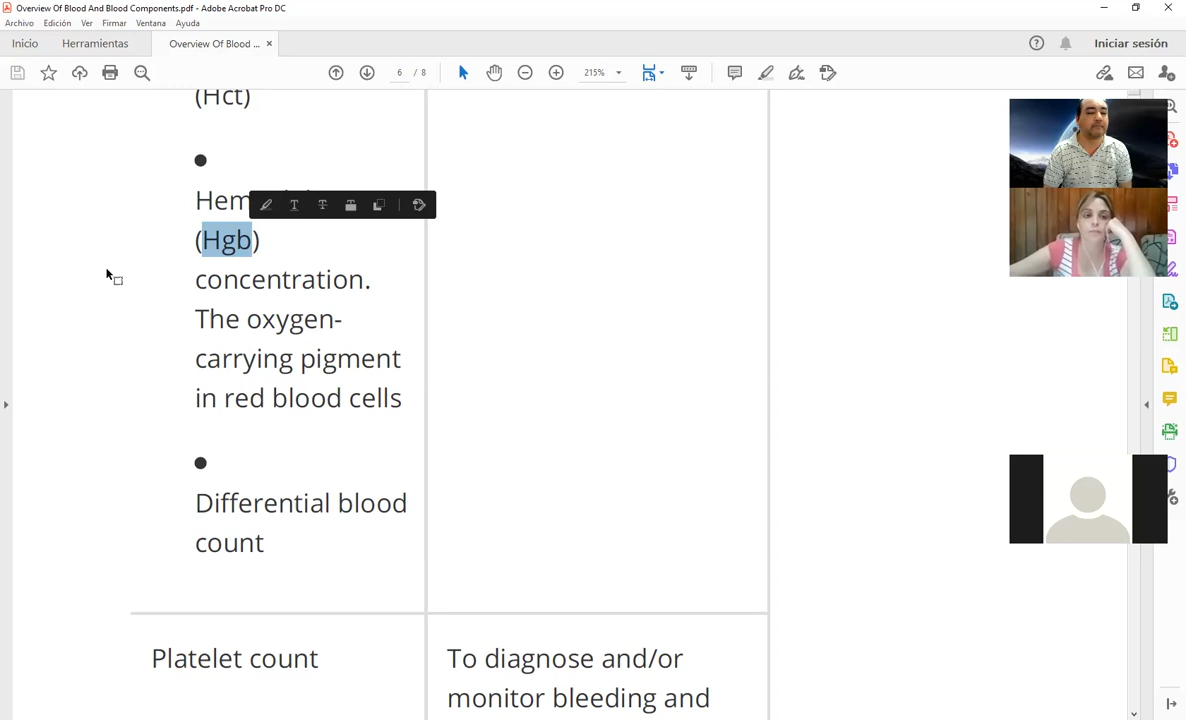 Overview Of Blood And Blood Components.pdf - Adobe Acrobat Pro DC
Archivo Edición Ver Firmar Ventana Ayuda
Inicio Herramientas Overview Of Blood ... × Iniciar sesión
6 / 8 215%
(Hct)
●
(Hgb)
concentration.
The oxygen-
carrying pigment
in red blood cells
●
Differential blood
count
Platelet count
To diagnose and/or
monitor bleeding and